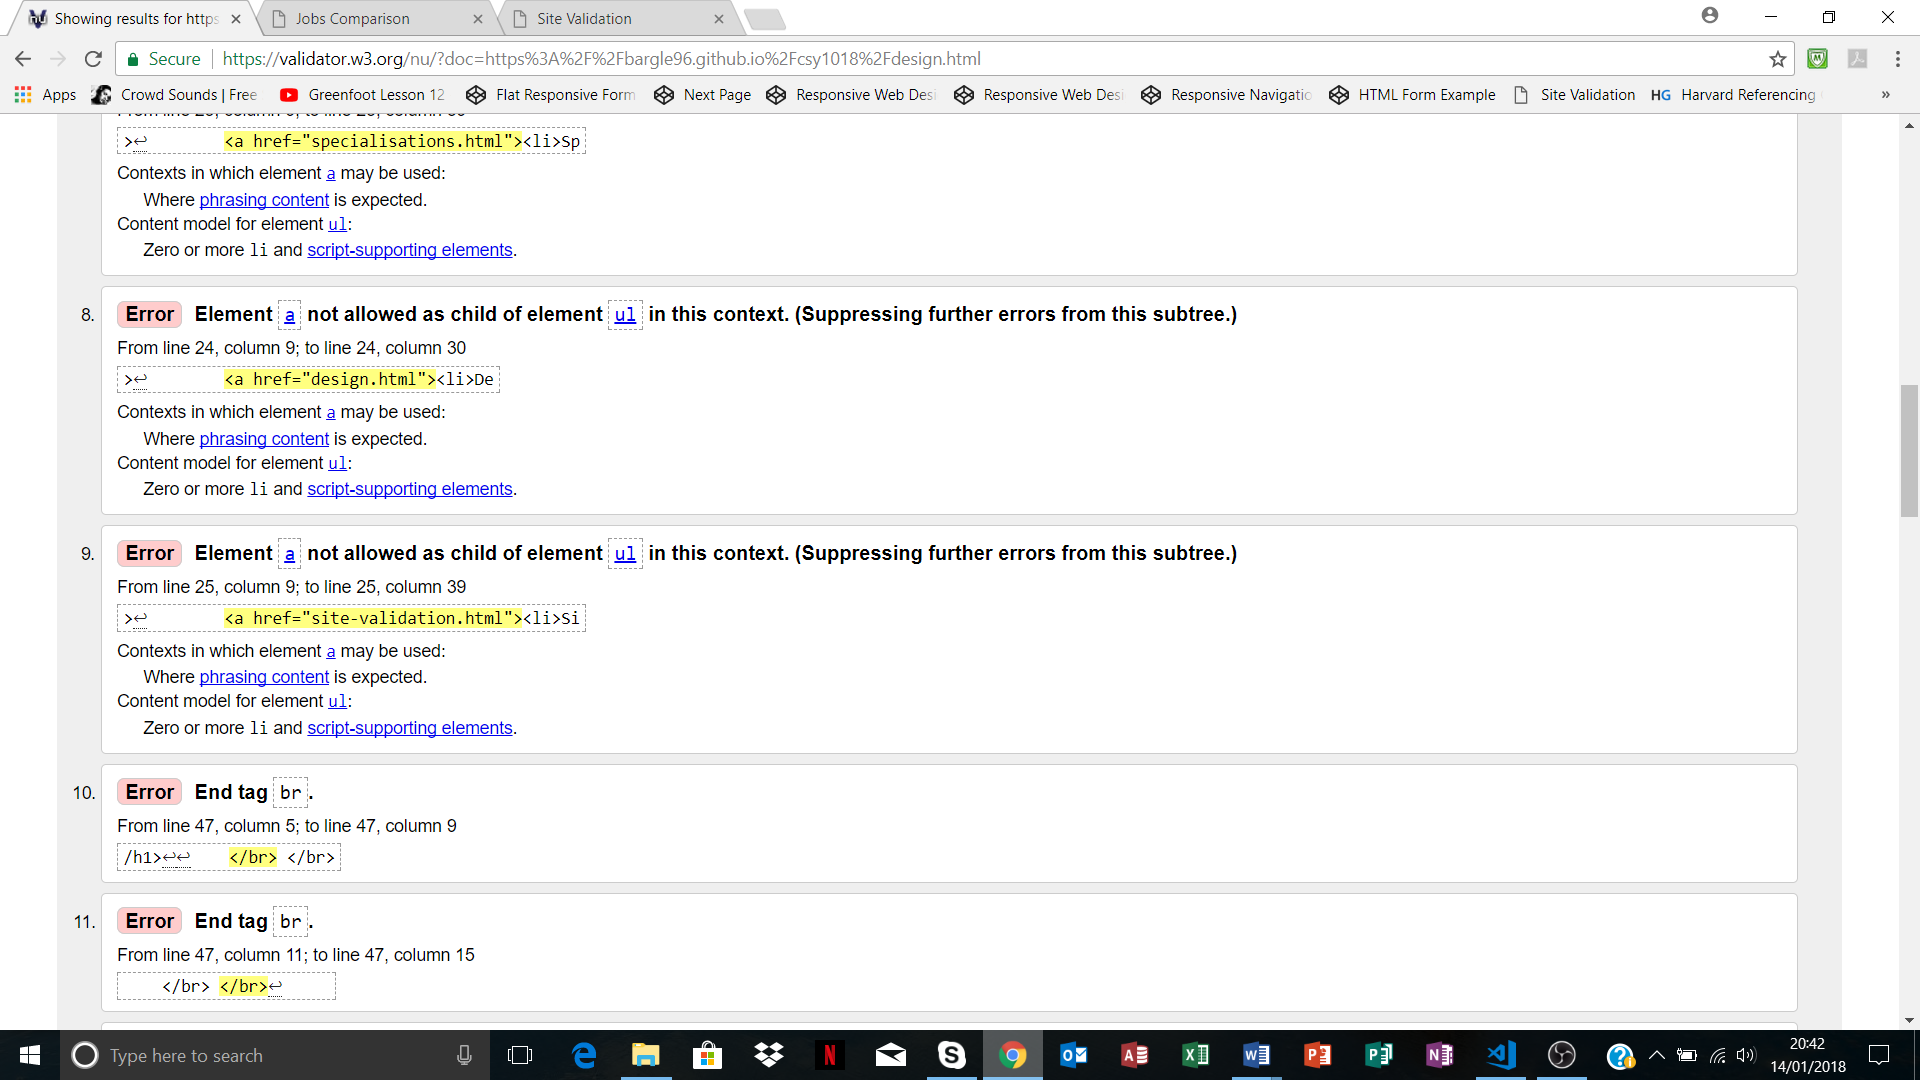 Showing results for https
Jobs Comparison
Site Validation
Secure
https://validator.w3.org/nu/?doc=https%3A%2F%2Fbargle96.github.io%2Fcsy1018%2Fdesign.html
Apps
Crowd Sounds | Free
Greenfoot Lesson 12
Flat Responsive Form
Next Page
Responsive Web Desi
Responsive Web Desi
Responsive Navigatio
HTML Form Example
Site Validation
HG Harvard Referencing
»
>↩ <a href="specialisations.html"><li>Sp
Contexts in which element a may be used:
Where phrasing content is expected.
Content model for element ul:
Zero or more li and script-supporting elements.
8. Error Element a not allowed as child of element ul in this context. (Suppressing further errors from this subtree.)
From line 24, column 9; to line 24, column 30
>↩ <a href="design.html"><li>De
Contexts in which element a may be used:
Where phrasing content is expected.
Content model for element ul:
Zero or more li and script-supporting elements.
9. Error Element a not allowed as child of element ul in this context. (Suppressing further errors from this subtree.)
From line 25, column 9; to line 25, column 39
>↩ <a href="site-validation.html"><li>Si
Contexts in which element a may be used:
Where phrasing content is expected.
Content model for element ul:
Zero or more li and script-supporting elements.
10. Error End tag br.
From line 47, column 5; to line 47, column 9
/h1>↩↩ </br> </br>
11. Error End tag br.
From line 47, column 11; to line 47, column 15
</br> </br>↩
Type here to search
20:42
14/01/2018